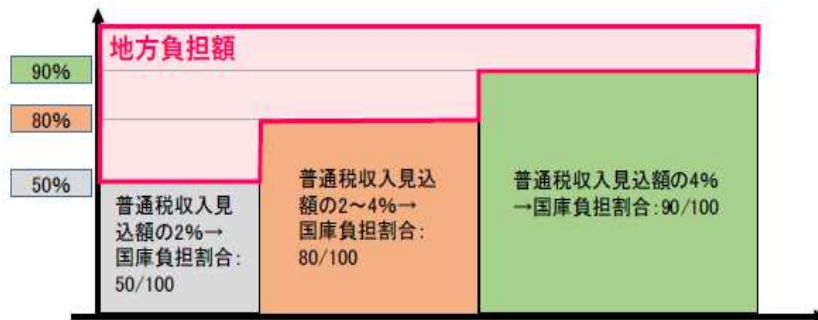 地方負担額
90%
80%
50%
普通税収入見
込額の2%→
国庫負担割合:
50/100
普通税収入見込
額の2～4%→
国庫負担割合:
80/100
普通税収入見込額の4%
→国庫負担割合:90/100